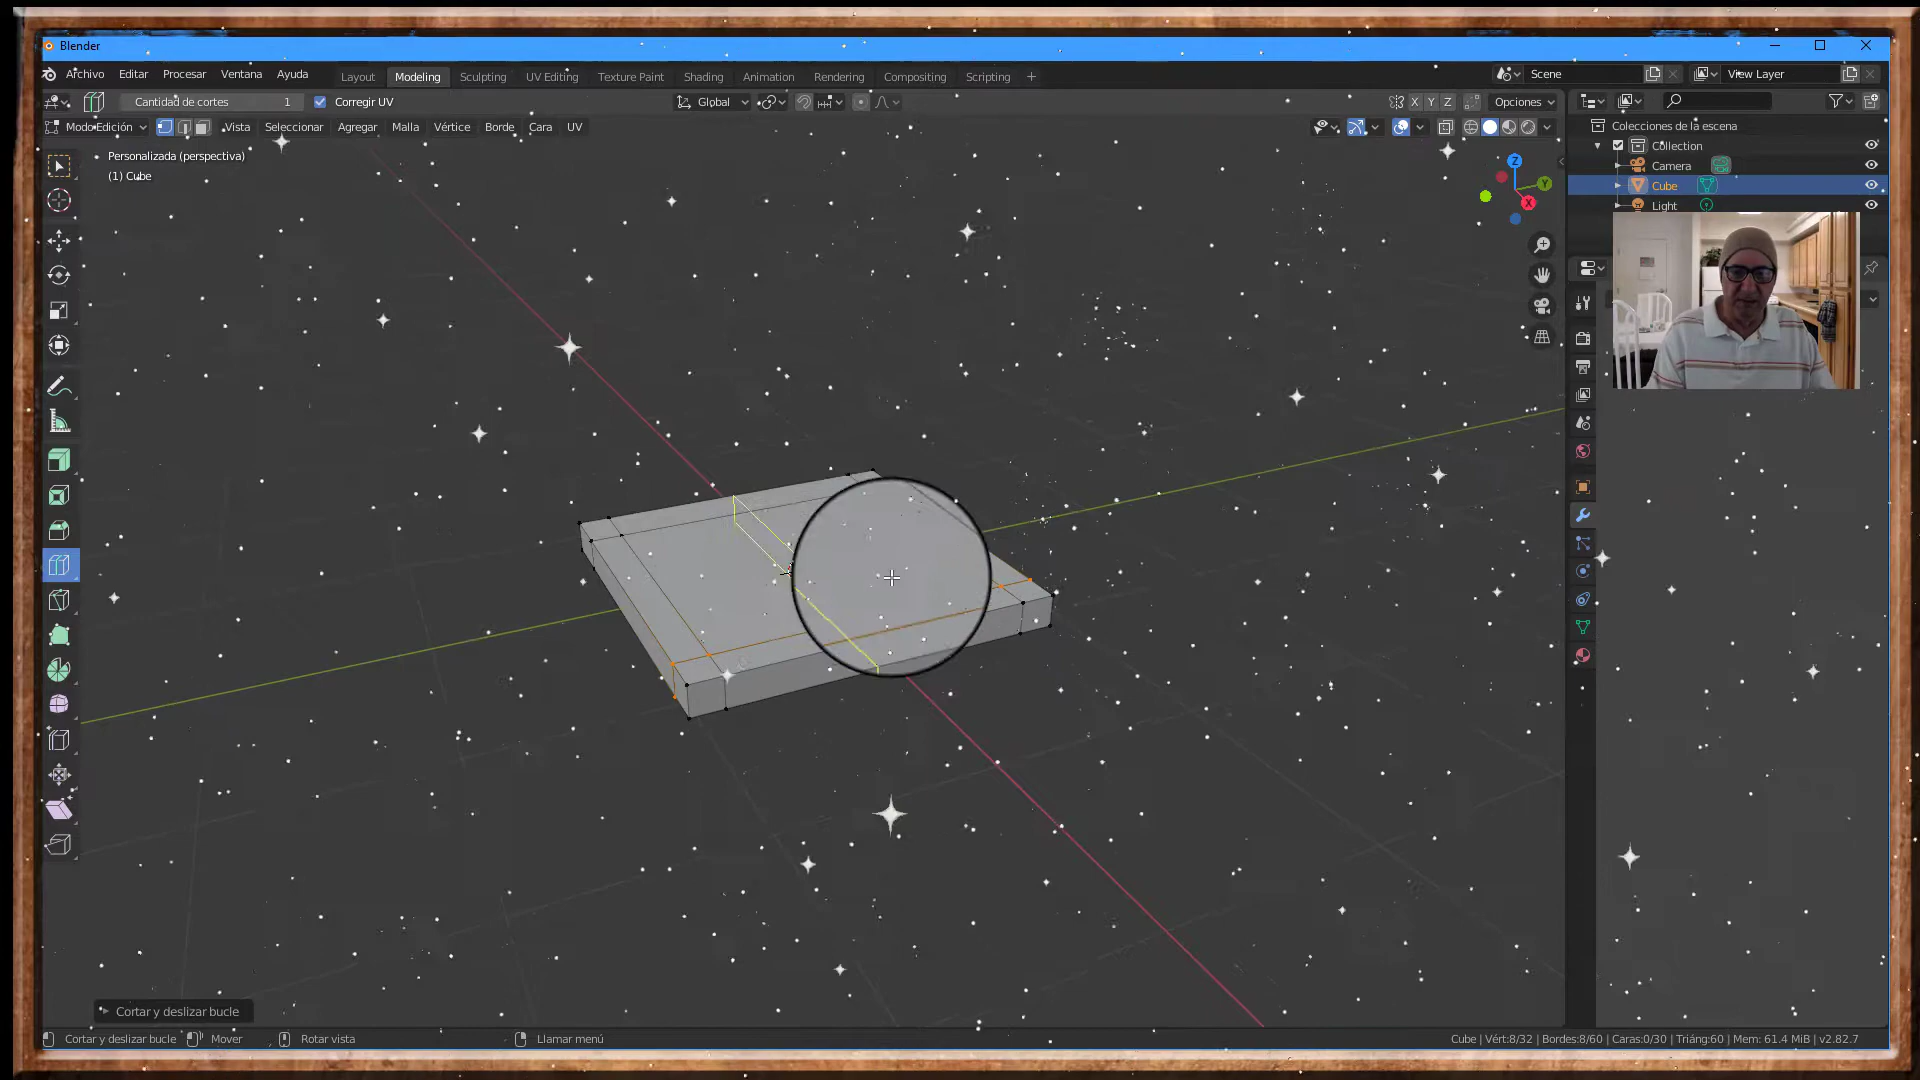 Blender
Archivo Editar Procesar Ventana Ayuda Layout Modeling Sculpting UV Editing Texture Paint Shading Animation Rendering Compositing Scripting + Scene View Layer
Cantidad de cortes 1 Corregir UV Global X Y Z Opciones
Modo Edición Vista Seleccionar Agregar Malla Vértice Borde Cara UV
Colecciones de la escena
Collection
Camera
Cube
Light
Personalizada (perspectiva)
(1) Cube
Z
Y
X
Cortar y deslizar bucle
Cortar y deslizar bucle Mover Rotar vista Llamar menú Cube | Vért:8/32 | Bordes:8/60 | Caras:0/30 | Triáng:60 | Mem: 61.4 MiB | v2.82.7